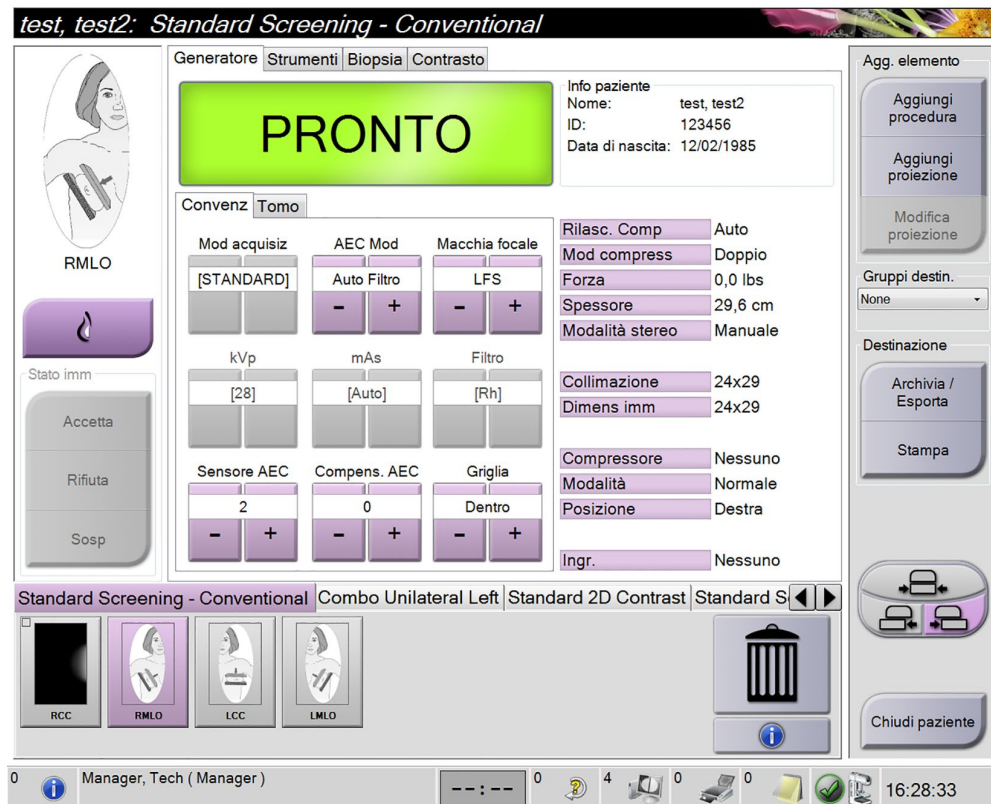 test, test2: Standard Screening - Conventional
RMLO
Stato imm
Accetta
Rifiuta
Sosp
Generatore Strumenti Biopsia Contrasto
PRONTO
Info paziente
Nome: test, test2
ID: 123456
Data di nascita: 12/02/1985
Convenz Tomo
Mod acquisiz AEC Mod Macchia focale
[STANDARD] Auto Filtro LFS
- + - +
kVp mAs Filtro
[28] [Auto] [Rh]
Sensore AEC Compens. AEC Griglia
2 0 Dentro
- + - + - +
Rilasc. Comp Auto
Mod compress Doppio
Forza 0,0 lbs
Spessore 29,6 cm
Modalità stereo Manuale
Collimazione 24x29
Dimens imm 24x29
Compressore Nessuno
Modalità Normale
Posizione Destra
Ingr. Nessuno
Agg. elemento
Aggiungi
procedura
Aggiungi
proiezione
Modifica
proiezione
Gruppi destin.
None
Destinazione
Archivia /
Esporta
Stampa
Chiudi paziente
Standard Screening - Conventional Combo Unilateral Left Standard 2D Contrast Standard S
RCC RMLO LCC LMLO
0 Manager, Tech ( Manager ) --:-- 0 4 0 0 16:28:33